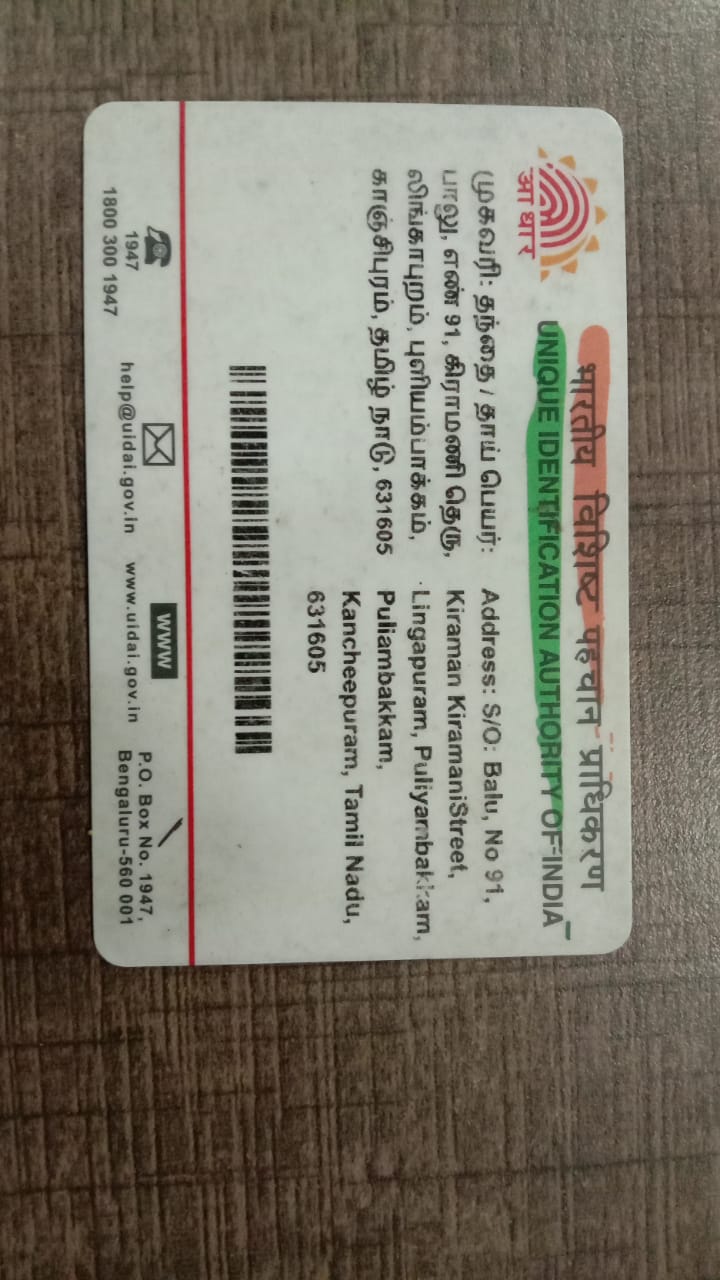 भारतीय विशिष्ट पहचान प्राधिकरण
UNIQUE IDENTIFICATION AUTHORITY OF INDIA
आधार
முகவரி: தந்தை / தாய் பெயர்:
பாலு, எண் 91, கிராமணி தெரு,
லிங்காபுரம், புளியம்பாக்கம்,
காஞ்சிபுரம், தமிழ் நாடு, 631605
Address: S/O: Balu, No 91,
Kiraman KiramaniStreet,
Lingapuram, Puliyambakkam,
Puliambakkam,
Kancheepuram, Tamil Nadu,
631605
1947
1800 300 1947
help@uidai.gov.in
WWW
www.uidai.gov.in
P.O. Box No. 1947,
Bengaluru-560 001